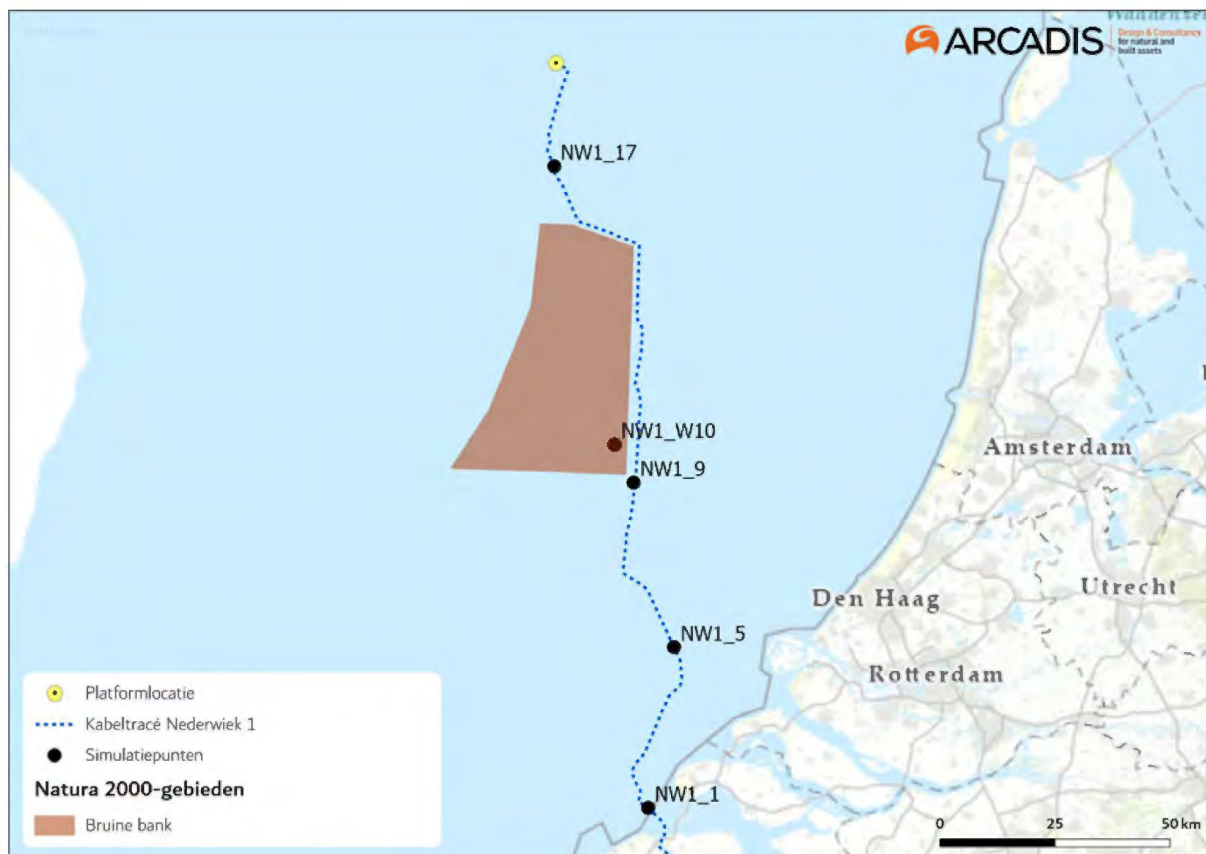 Waddenzee
ARCADIS
Design & Consultancy
for natural and
built assets
NW1_17
NW1_W10
Amsterdam
NW1_9
Utrecht
Den Haag
NW1_5
Rotterdam
Platformlocatie
Kabeltracé Nederwiek 1
Simulatiepunten
Natura 2000-gebieden
NW1_1
Bruine bank
0 25 50 km